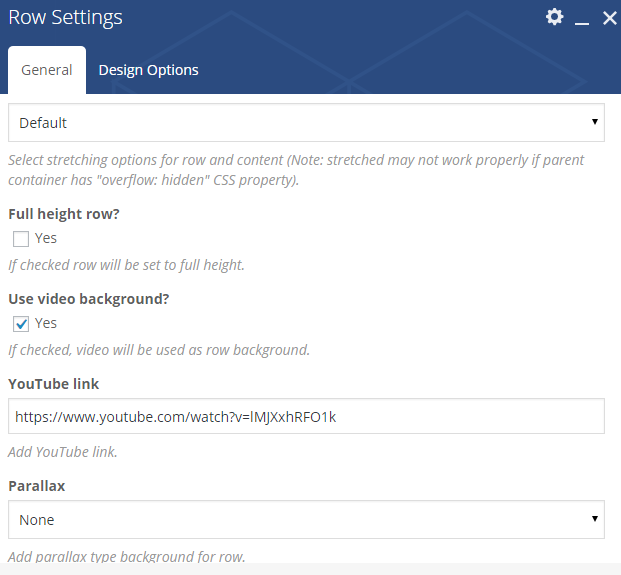 Row Settings
General
Design Options
Default
Select stretching options for row and content (Note: stretched may not work properly if parent
container has "overflow: hidden" CSS property).
Full height row?
Yes
If checked row will be set to full height.
Use video background?
Yes
If checked, video will be used as row background.
YouTube link
https://www.youtube.com/watch?v=lMJXxhRFO1k
Add YouTube link.
Parallax
None
Add parallax type background for row.